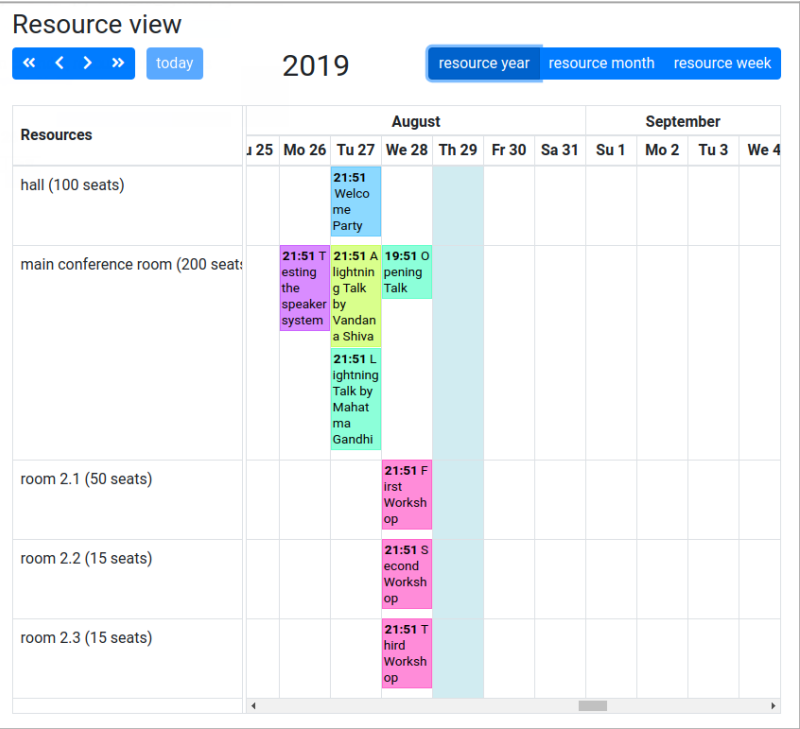 Resource view
today
2019
resource year resource month resource week
Resources
August
September
u 25 Mo 26 Tu 27 We 28 Th 29 Fr 30 Sa 31 Su 1 Mo 2 Tu 3 We 4
hall (100 seats)
21:51
Welco
me
Party
main conference room (200 seats
21:51 T
esting
the
speaker
system
21:51 A
lightnin
g Talk
by
Vandan
a Shiva
19:51 O
pening
Talk
21:51 L
ightning
Talk by
Mahat
ma
Gandhi
room 2.1 (50 seats)
21:51 F
irst
Worksh
op
room 2.2 (15 seats)
21:51 S
econd
Worksh
op
room 2.3 (15 seats)
21:51 T
hird
Worksh
op